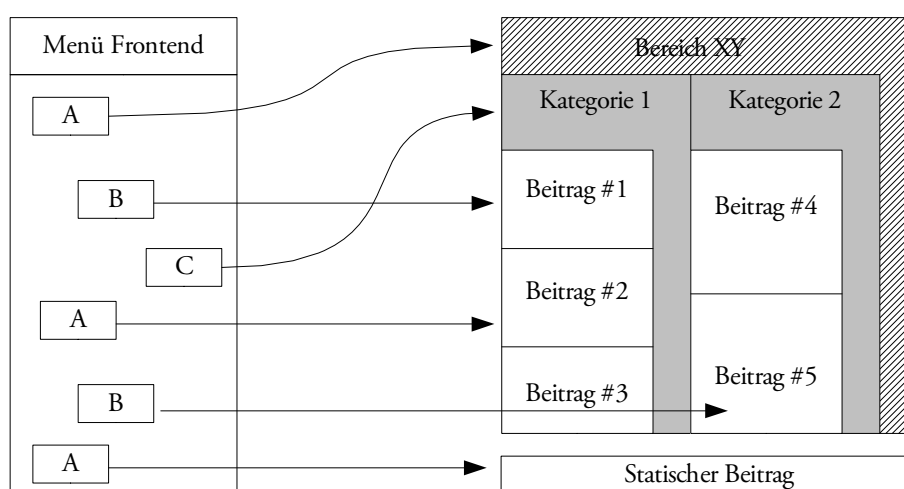 Menü Frontend
A
B
C
A
B
A
Bereich XY
Kategorie 1
Kategorie 2
Beitrag #1
Beitrag #2
Beitrag #3
Beitrag #4
Beitrag #5
Statischer Beitrag